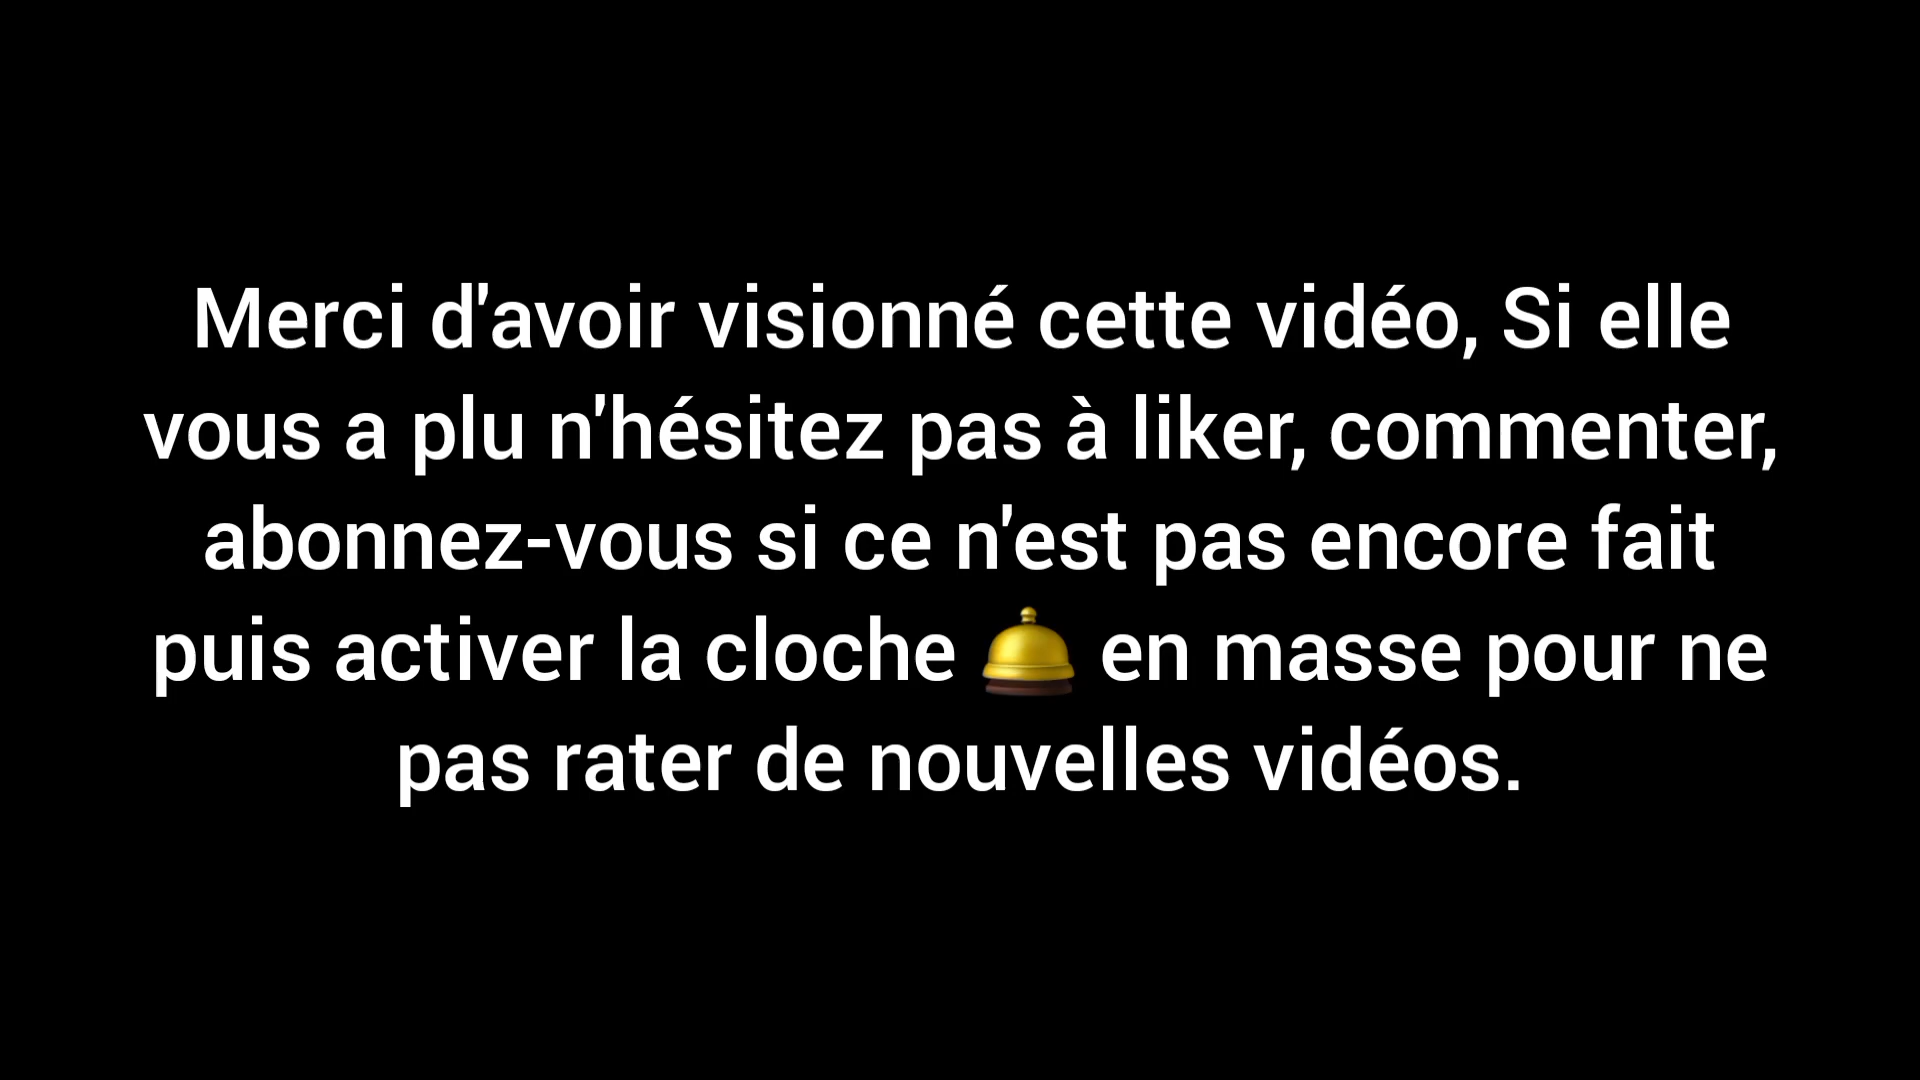 Merci d'avoir visionné cette vidéo, Si elle
vous a plu n'hésitez pas à liker, commenter,
abonnez-vous si ce n'est pas encore fait
puis activer la cloche 🛎️ en masse pour ne
pas rater de nouvelles vidéos.